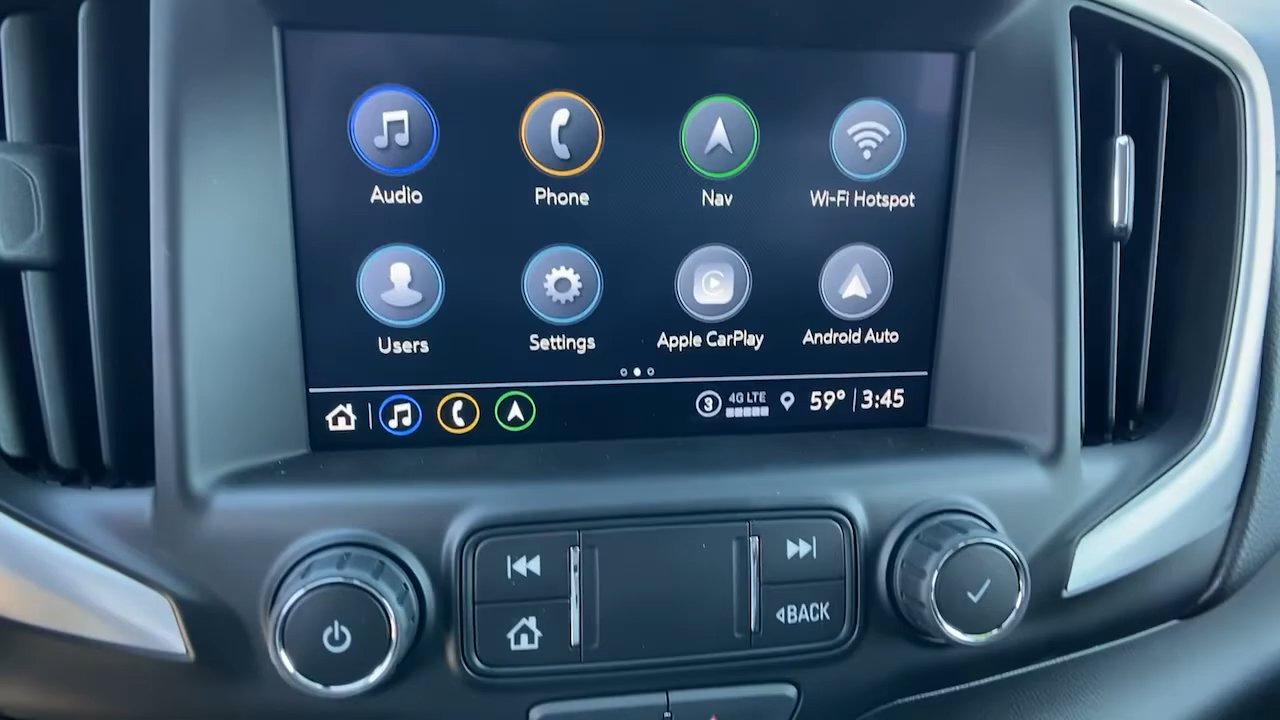 Audio Phone Nav Wi-Fi Hotspot
Users Settings Apple CarPlay Android Auto
3 4G LTE 59° 3:45
BACK